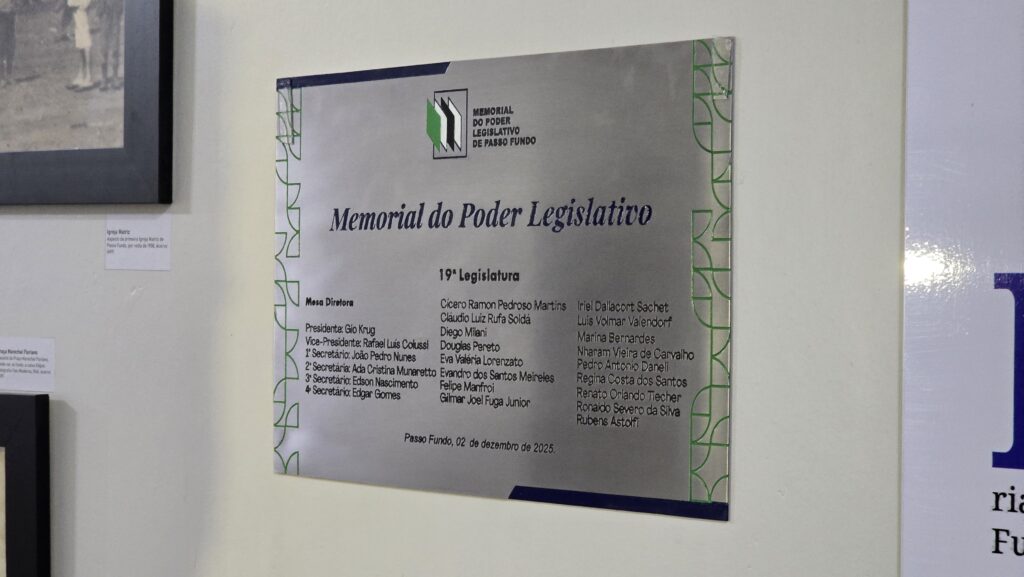 MEMORIAL
DO PODER
LEGISLATIVO
DE PASSO FUNDO
Memorial do Poder Legislativo
19ª Legislatura
Mesa Diretora
Presidente: Gio Krug
Vice-Presidente: Rafael Luis Colussi
1º Secretário: João Pedro Nunes
2º Secretária: Ada Cristina Munaretto
3º Secretário: Edson Nascimento
4º Secretário: Edgar Gomes
Cícero Ramon Pedroso Martins
Cláudio Luiz Rufa Soldá
Diego Milani
Douglas Pereto
Eva Valéria Lorenzato
Evandro dos Santos Meireles
Felipe Manfroi
Gilmar Joel Fuga Junior
Iriel Dallacort Sachet
Luis Volmar Valendorf
Marina Bernardes
Nharam Vieira de Carvalho
Pedro Antonio Daneli
Regina Costa dos Santos
Renato Orlando Tiecher
Ronaldo Severo da Silva
Rubens Astolfi
Passo Fundo, 02 de dezembro de 2025.
Igreja Matriz
ria
Fu